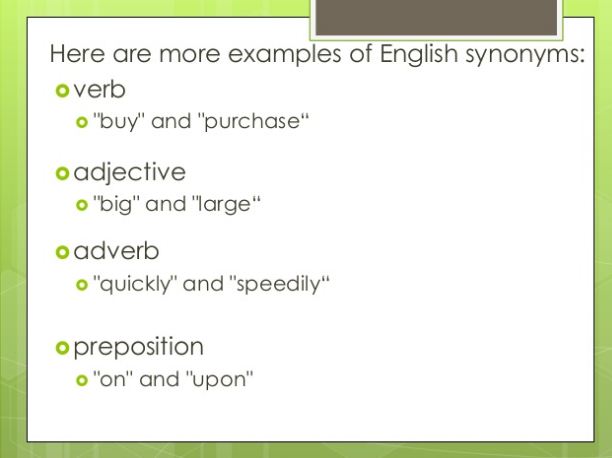 Here are more examples of English synonyms:
verb
"buy" and "purchase“
adjective
"big" and "large“
adverb
"quickly" and "speedily“
preposition
"on" and "upon"